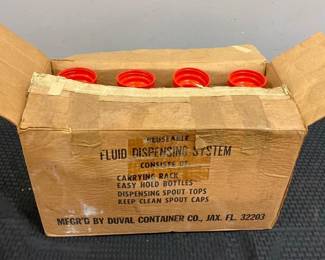 REUSEABLE
FLUID DISPENSING SYSTEM
CONSISTS OF
CARRYING RACK
EASY HOLD BOTTLES
DISPENSING SPOUT TOPS
KEEP CLEAN SPOUT CAPS
MFGR'D BY DUVAL CONTAINER CO., JAX. FL. 32203